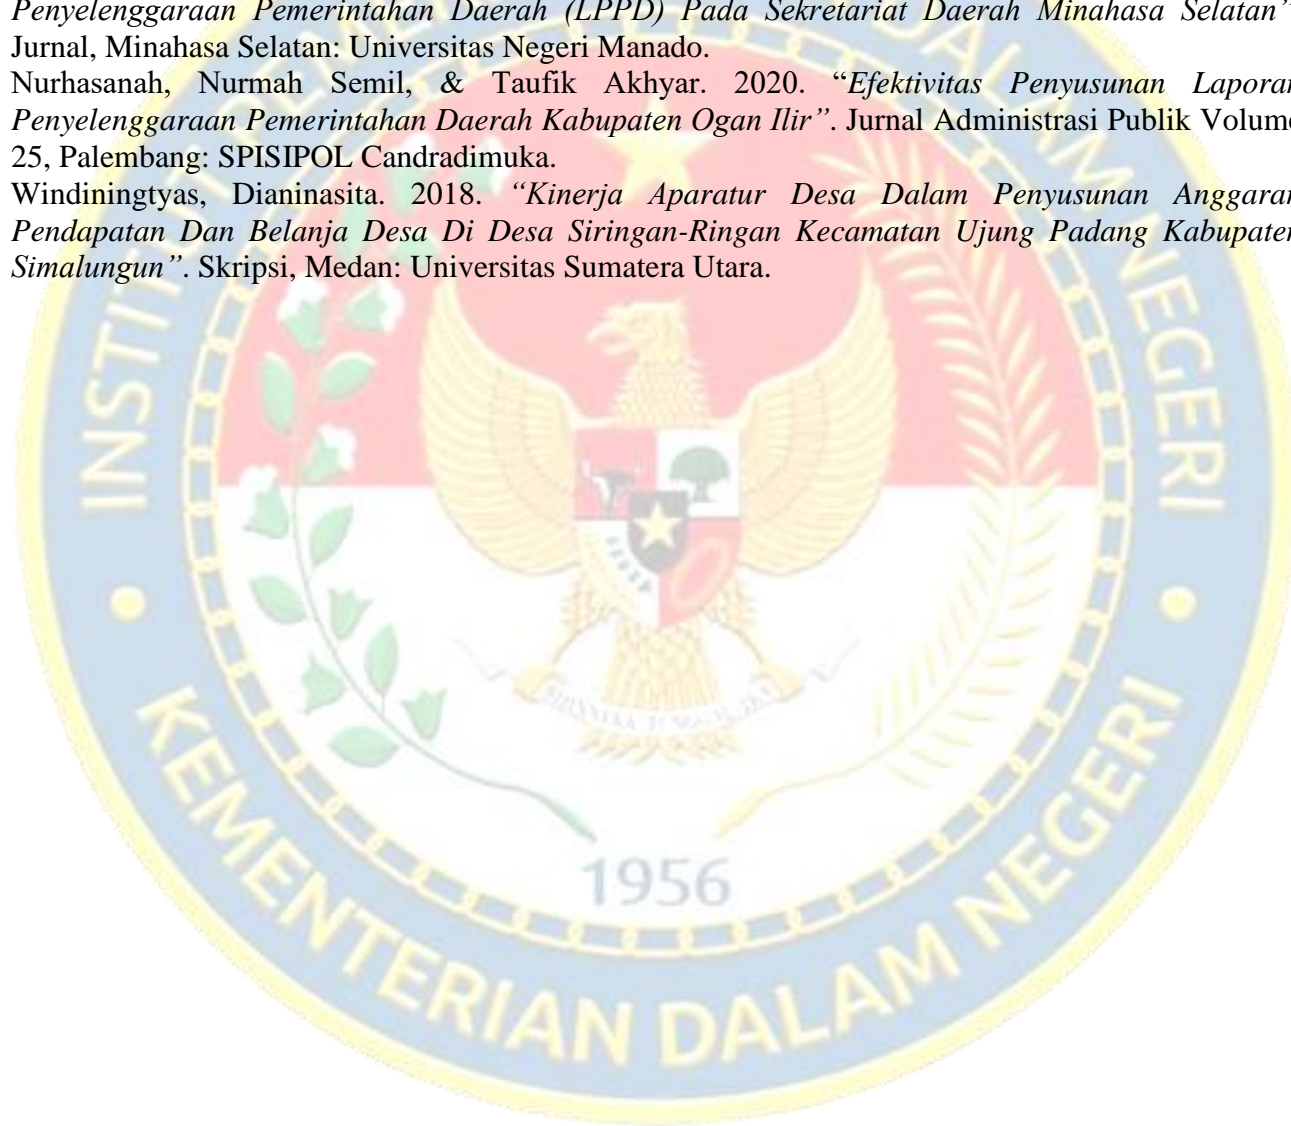 Penyelenggaraan Pemerintahan Daerah (LPPD) Pada Sekretariat Daerah Minahasa Selatan”
Jurnal, Minahasa Selatan: Universitas Negeri Manado.
Nurhasanah, Nurmah Semil, & Taufik Akhyar. 2020. “Efektivitas Penyusunan Laporan
Penyelenggaraan Pemerintahan Daerah Kabupaten Ogan Ilir”. Jurnal Administrasi Publik Volume
25, Palembang: SPISIPOL Candradimuka.
Windiningtyas, Dianinasita. 2018. “Kinerja Aparatur Desa Dalam Penyusunan Anggaran
Pendapatan Dan Belanja Desa Di Desa Siringan-Ringan Kecamatan Ujung Padang Kabupaten
Simalungun”. Skripsi, Medan: Universitas Sumatera Utara.
INSTITUT
DALAM NEGERI
1956
KEMENTERIAN DALAM NEGERI